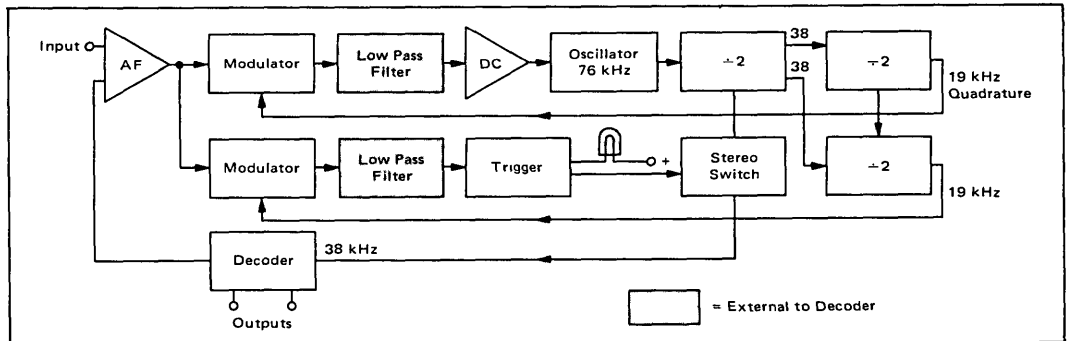 Input
AF
Modulator
Low Pass
Filter
DC
Oscillator
76 kHz
÷2
38
38
÷2
19 kHz
Quadrature
Modulator
Low Pass
Filter
Trigger
+
Stereo
Switch
÷2
19 kHz
Decoder
38 kHz
Outputs
= External to Decoder